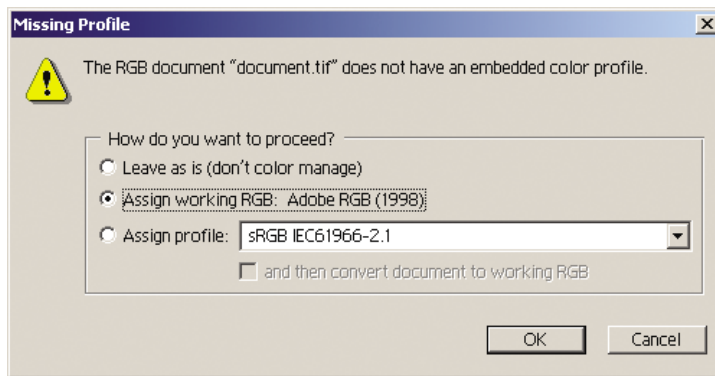 Missing Profile
The RGB document “document.tif” does not have an embedded color profile.
How do you want to proceed?
Leave as is (don’t color manage)
Assign working RGB: Adobe RGB (1998)
Assign profile: sRGB IEC61966-2.1
and then convert document to working RGB
OK Cancel